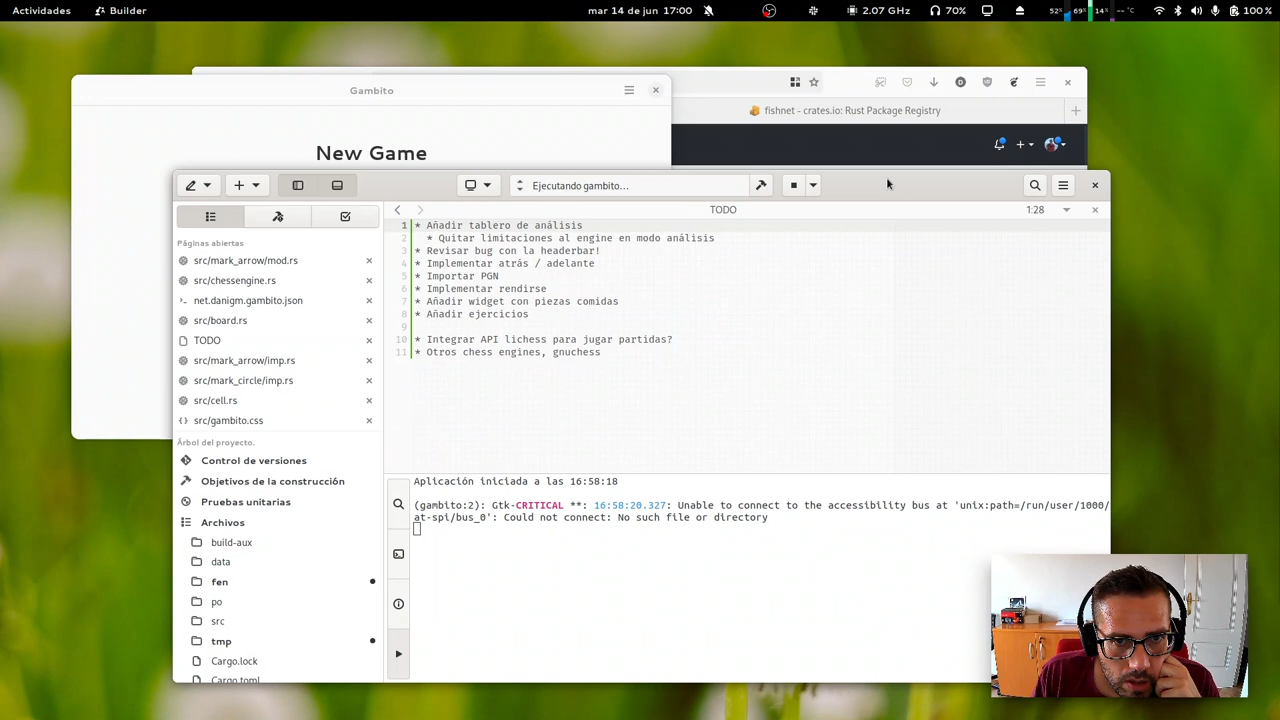 Actividades
Builder
mar 14 de jun 17:00
2.07 GHz
70%
52%
69%
14%
-- °C
100 %
Gambito
fishnet - crates.io: Rust Package Registry
New Game
Ejecutando gambito…
TODO
1:28
Páginas abiertas
src/mark_arrow/mod.rs
src/chessengine.rs
net.danigm.gambito.json
src/board.rs
TODO
src/mark_arrow/imp.rs
src/mark_circle/imp.rs
src/cell.rs
src/gambito.css
Árbol del proyecto.
Control de versiones
Objetivos de la construcción
Pruebas unitarias
Archivos
build-aux
data
fen
po
src
tmp
Cargo.lock
Cargo.toml
1 * Añadir tablero de análisis
2 * Quitar limitaciones al engine en modo análisis
3 * Revisar bug con la headerbar!
4 * Implementar atrás / adelante
5 * Importar PGN
6 * Implementar rendirse
7 * Añadir widget con piezas comidas
8 * Añadir ejercicios
9
10 * Integrar API lichess para jugar partidas?
11 * Otros chess engines, gnuchess
Aplicación iniciada a las 16:58:18
(gambito:2): Gtk-CRITICAL **: 16:58:20.327: Unable to connect to the accessibility bus at 'unix:path=/run/user/1000/
at-spi/bus_0': Could not connect: No such file or directory